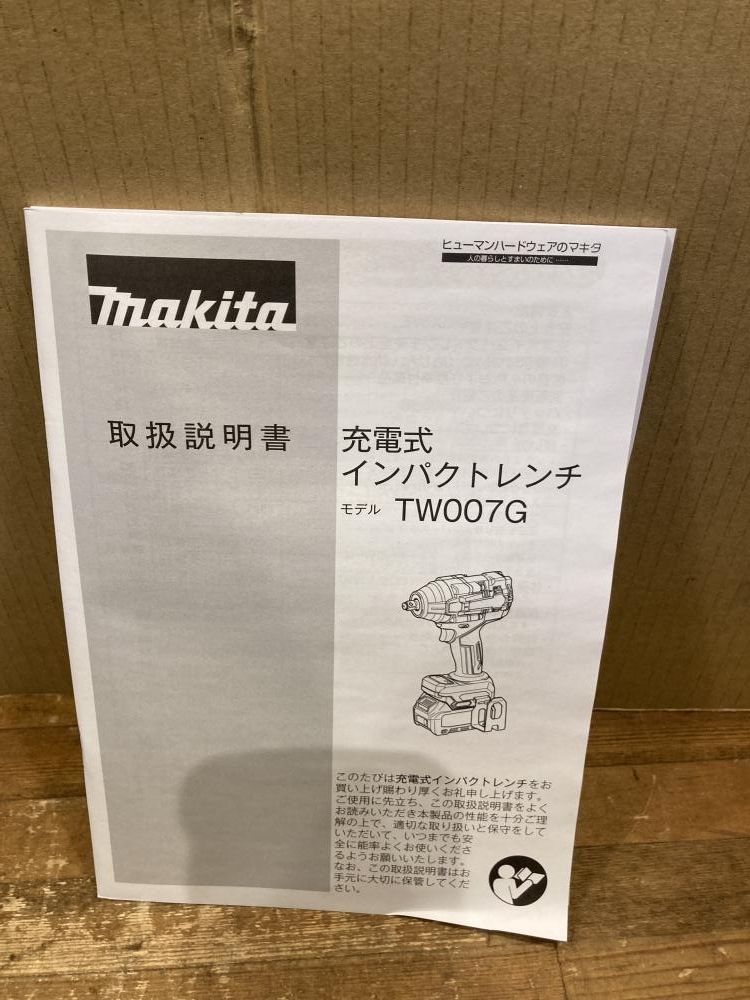 ヒューマンハードウェアのマキタ
人の暮らしとすまいのために……
makita
取扱説明書
充電式
インパクトレンチ
モデル TW007G
このたびは充電式インパクトレンチをお
買い上げ賜わり厚くお礼申し上げます。
ご使用に先立ち、この取扱説明書をよく
お読みいただき本製品の性能を十分ご理
解の上で、適切な取り扱いと保守をして
いただいて、いつまでも安
全に能率よくお使いくださ
るようお願いいたします。
なお、この取扱説明書はお
手元に大切に保管してくだ
さい。